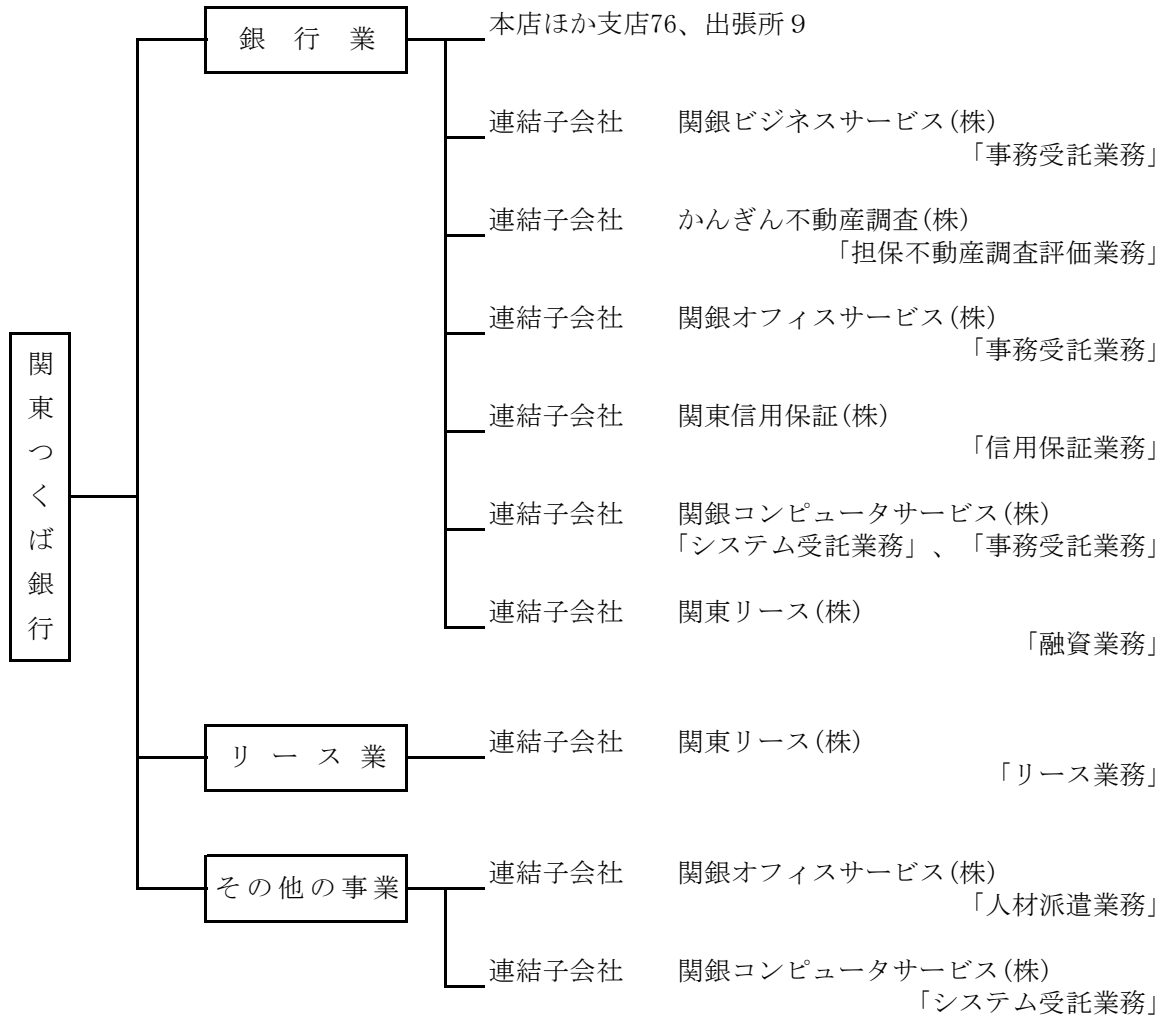 関東つくば銀行
銀行業
本店ほか支店76、出張所９
連結子会社 関銀ビジネスサービス(株)
「事務受託業務」
連結子会社 かんぎん不動産調査(株)
「担保不動産調査評価業務」
連結子会社 関銀オフィスサービス(株)
「事務受託業務」
連結子会社 関東信用保証(株)
「信用保証業務」
連結子会社 関銀コンピュータサービス(株)
「システム受託業務」、「事務受託業務」
連結子会社 関東リース(株)
「融資業務」
リース業
連結子会社 関東リース(株)
「リース業務」
その他の事業
連結子会社 関銀オフィスサービス(株)
「人材派遣業務」
連結子会社 関銀コンピュータサービス(株)
「システム受託業務」